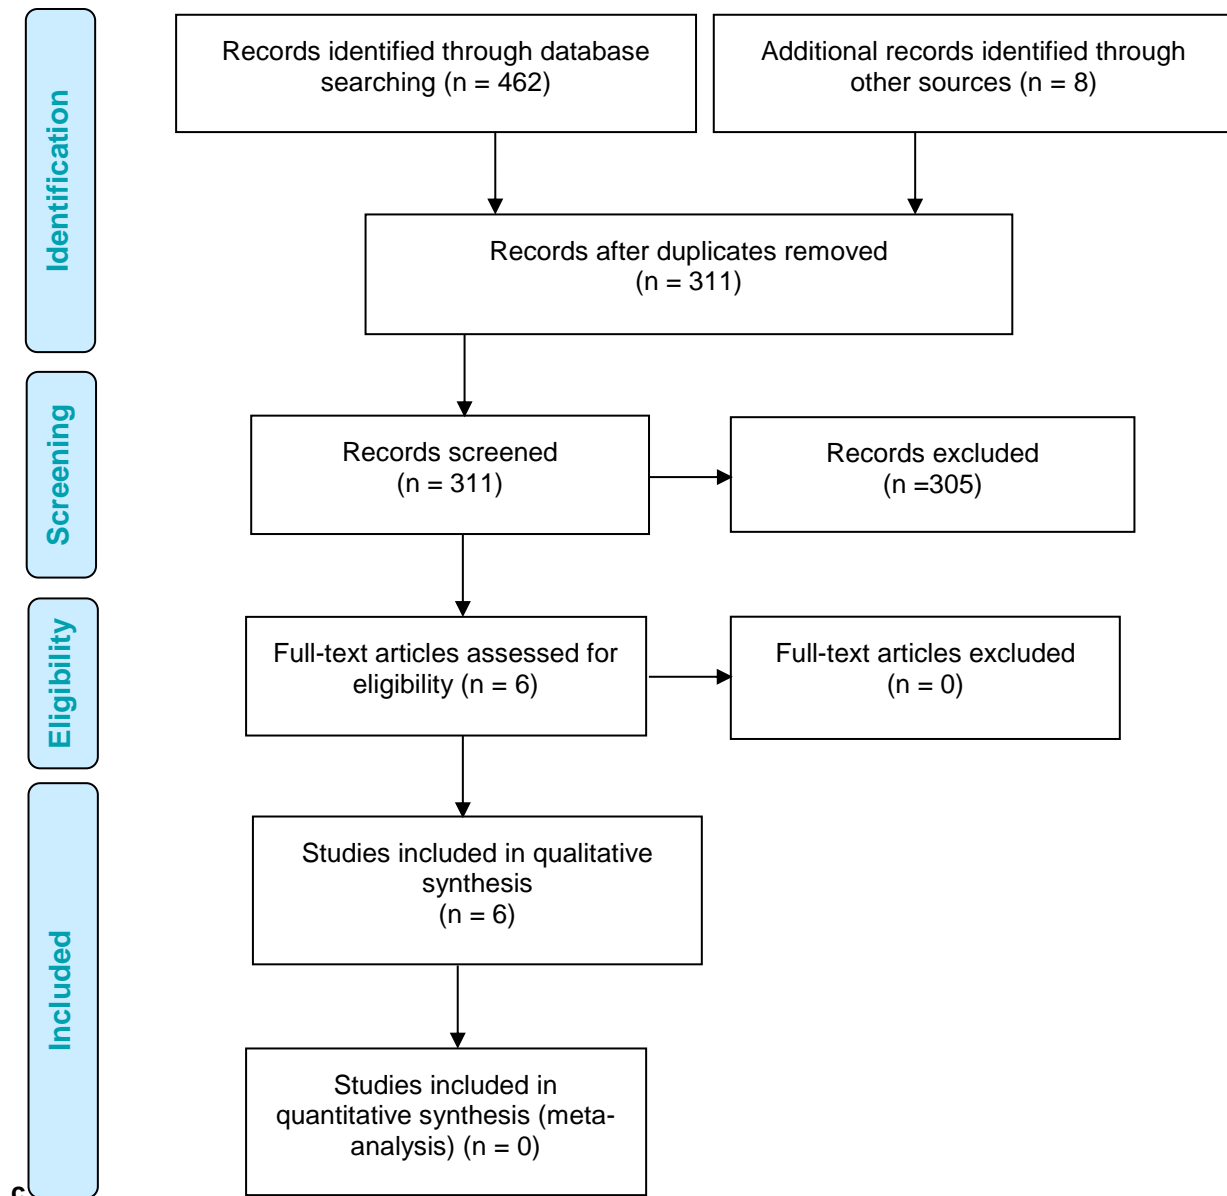 Identification
Records identified through database
searching (n = 462)
Additional records identified through
other sources (n = 8)
Records after duplicates removed
(n = 311)
Screening
Records screened
(n = 311)
Records excluded
(n =305)
Eligibility
Full-text articles assessed for
eligibility (n = 6)
Full-text articles excluded
(n = 0)
Included
Studies included in qualitative
synthesis
(n = 6)
Studies included in
quantitative synthesis (meta-
analysis) (n = 0)
c